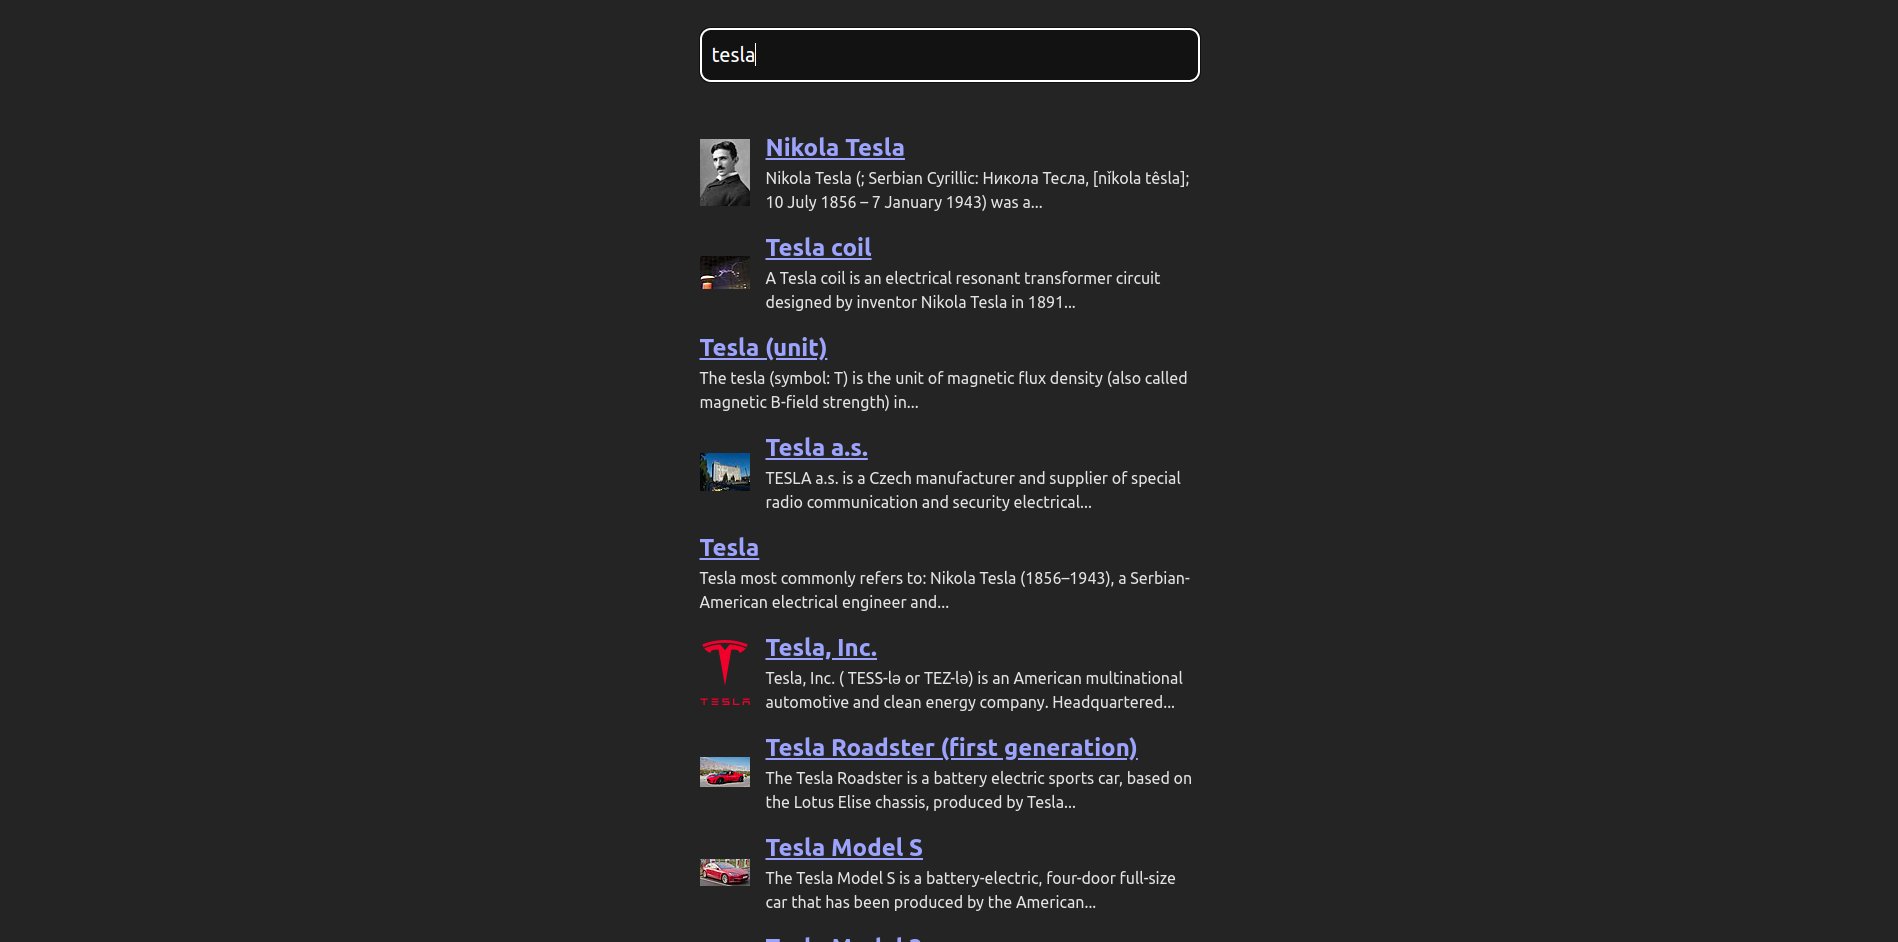 tesla
Nikola Tesla
Nikola Tesla (; Serbian Cyrillic: Никола Тесла, [nǐkola têsla];
10 July 1856 – 7 January 1943) was a...
Tesla coil
A Tesla coil is an electrical resonant transformer circuit
designed by inventor Nikola Tesla in 1891...
Tesla (unit)
The tesla (symbol: T) is the unit of magnetic flux density (also called
magnetic B-field strength) in...
Tesla a.s.
TESLA a.s. is a Czech manufacturer and supplier of special
radio communication and security electrical...
Tesla
Tesla most commonly refers to: Nikola Tesla (1856–1943), a Serbian-
American electrical engineer and...
Tesla, Inc.
Tesla, Inc. ( TESS-lə or TEZ-lə) is an American multinational
automotive and clean energy company. Headquartered...
TESLA
Tesla Roadster (first generation)
The Tesla Roadster is a battery electric sports car, based on
the Lotus Elise chassis, produced by Tesla...
Tesla Model S
The Tesla Model S is a battery-electric, four-door full-size
car that has been produced by the American...